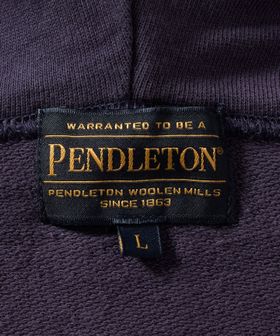 WARRANTED TO BE A
PENDLETON®
PENDLETON WOOLEN MILLS
SINCE 1863
L